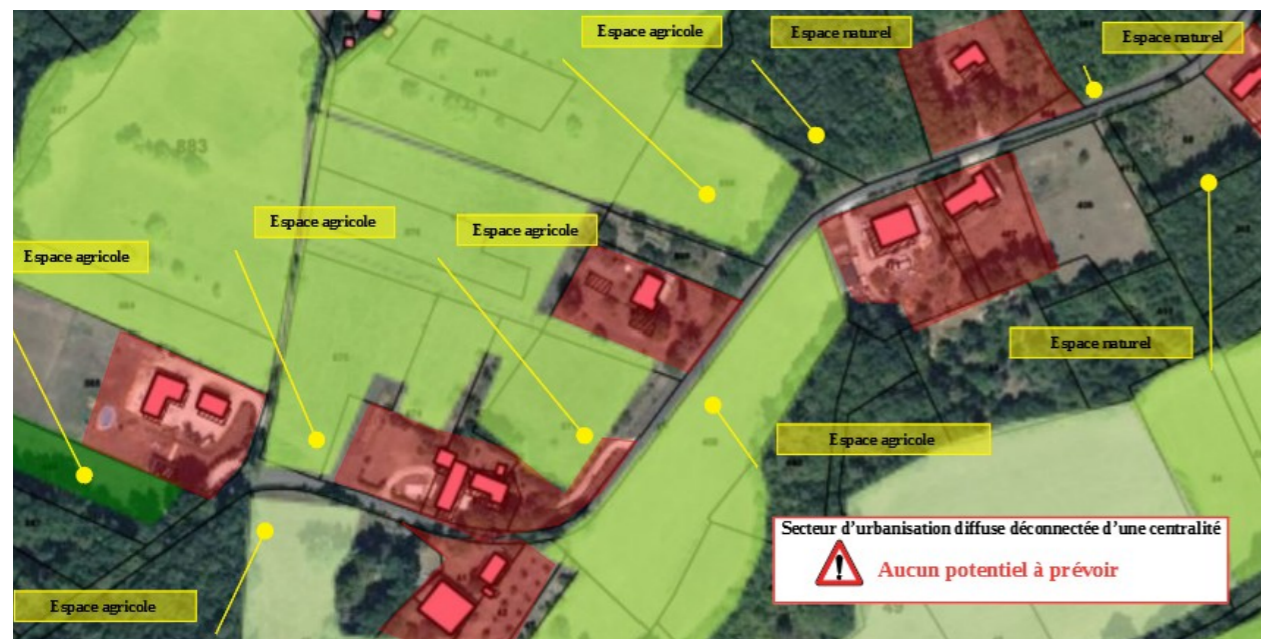 Espace agricole
Espace naturel
Espace naturel
883
Espace agricole
Espace agricole
Espace agricole
Espace naturel
Espace agricole
Secteur d'urbanisation diffuse déconnectée d'une centralité
Aucun potentiel à prévoir
Espace agricole